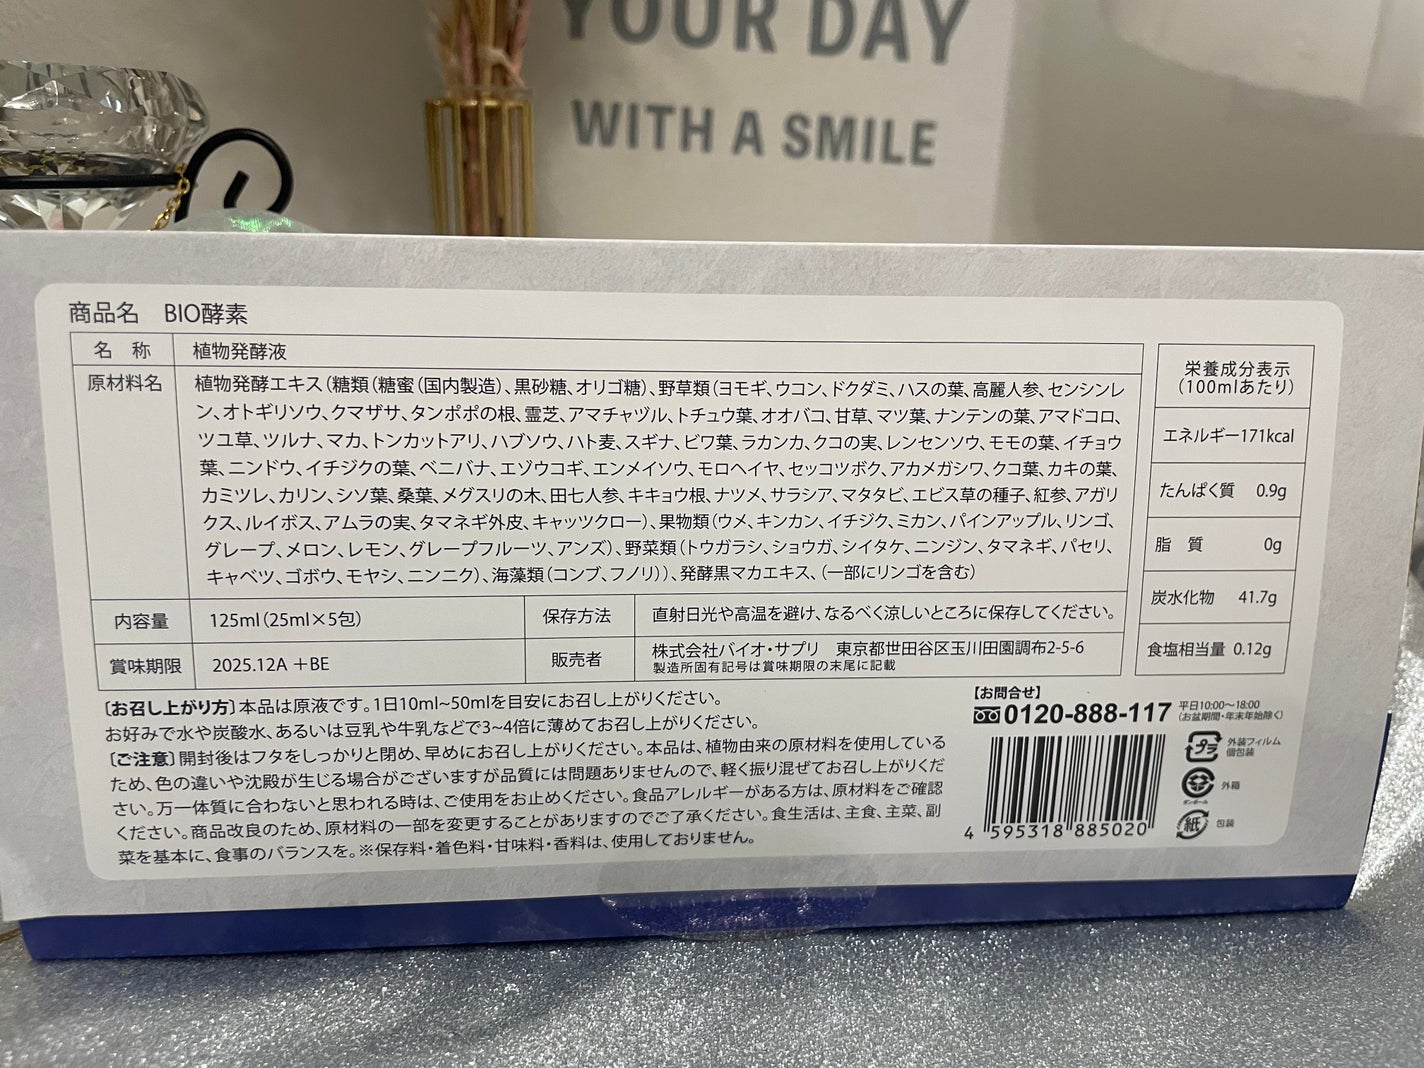 YOUR DAY
WITH A SMILE
商品名 BIO酵素
名 称 植物発酵液
原材料名 植物発酵エキス(糖類(糖蜜(国内製造)、黒砂糖、オリゴ糖)、野草類(ヨモギ、ウコン、ドクダミ、ハスの葉、高麗人参、センシンレ
ン、オトギリソウ、クマザサ、タンポポの根、霊芝、アマチャヅル、トチュウ葉、オオバコ、甘草、マツ葉、ナンテンの葉、アマドコロ、
ツユ草、ツルナ、マカ、トンカットアリ、ハブソウ、ハト麦、スギナ、ビワ葉、ラカンカ、クコの実、レンセンソウ、モモの葉、イチョウ
葉、ニンドウ、イチジクの葉、ベニバナ、エゾウコギ、エンメイソウ、モロヘイヤ、セッコツボク、アカメガシワ、クコ葉、カキの葉、
カミツレ、カリン、シソ葉、桑葉、メグスリの木、田七人参、キキョウ根、ナツメ、サラシア、マタタビ、エビス草の種子、紅参、アガリ
クス、ルイボス、アムラの実、タマネギ外皮、キャッツクロー)、果物類(ウメ、キンカン、イチジク、ミカン、パインアップル、リンゴ、
グレープ、メロン、レモン、グレープフルーツ、アンズ)、野菜類(トウガラシ、ショウガ、シイタケ、ニンジン、タマネギ、パセリ、
キャベツ、ゴボウ、モヤシ、ニンニク)、海藻類(コンブ、フノリ))、発酵黒マカエキス、(一部にリンゴを含む)
内容量 125ml(25ml×5包) 保存方法 直射日光や高温を避け、なるべく涼しいところに保存してください。
賞味期限 2025.12A +BE 販売者 株式会社バイオ・サプリ 東京都世田谷区玉川田園調布2-5-6
製造所固有記号は賞味期限の末尾に記載
栄養成分表示
(100mlあたり)
エネルギー171kcal
たんぱく質 0.9g
脂 質 0g
炭水化物 41.7g
食塩相当量 0.12g
〔お召し上がり方〕本品は原液です。1日10ml~50mlを目安にお召し上がりください。
お好みで水や炭酸水、あるいは豆乳や牛乳などで3~4倍に薄めてお召し上がりください。
〔ご注意〕開封後はフタをしっかりと閉め、早めにお召し上がりください。本品は、植物由来の原材料を使用している
ため、色の違いや沈殿が生じる場合がございますが品質には問題ありませんので、軽く振り混ぜてお召し上がりくだ
さい。万一体質に合わないと思われる時は、ご使用をお止めください。食品アレルギーがある方は、原材料をご確認
ください。商品改良のため、原材料の一部を変更することがありますのでご了承ください。食生活は、主食、主菜、副
菜を基本に、食事のバランスを。※保存料・着色料・甘味料・香料は、使用しておりません。
【お問合せ】
0120-888-117 平日10:00〜18:00
(お盆期間・年末年始除く)
プラ 外装フィルム
個包装
ダンボール 外箱
紙 包装
4 595318 885020